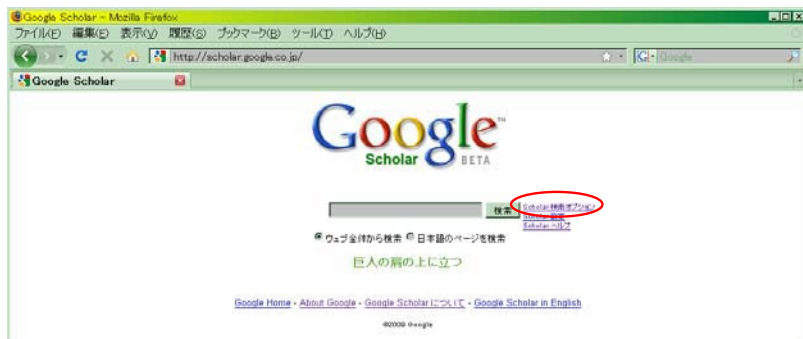 Google Scholar - Mozilla Firefox
ファイル(F) 編集(E) 表示(V) 履歴(S) ブックマーク(B) ツール(T) ヘルプ(H)
http://scholar.google.co.jp/
Google
Google Scholar
Google™
Scholar BETA
検索
Scholar 検索オプション
Scholar 設定
Scholar ヘルプ
ウェブ全体から検索 日本語のページを検索
巨人の肩の上に立つ
Google Home - About Google - Google Scholar について - Google Scholar in English
©2009 Google